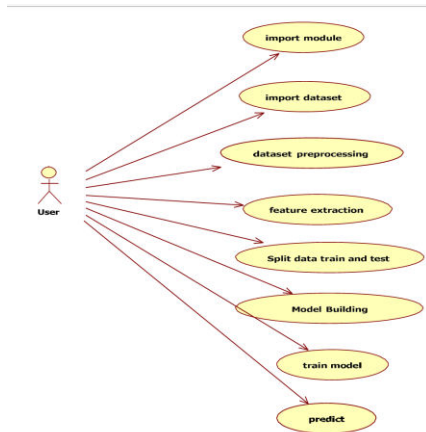 import module
import dataset
dataset preprocessing
User
feature extraction
Split data train and test
Model Building
train model
predict